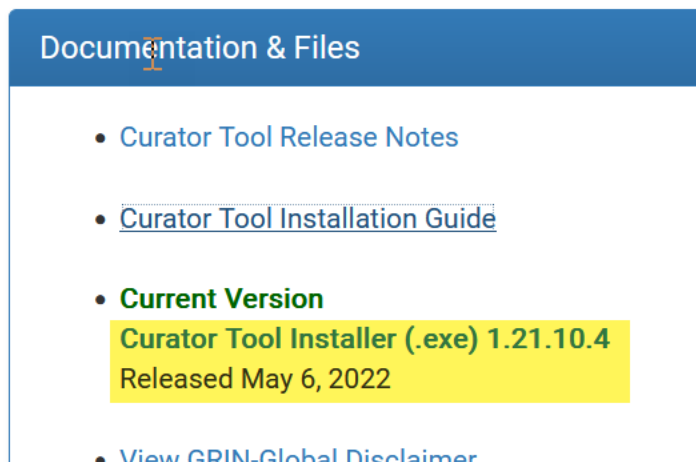 Documentation & Files
Curator Tool Release Notes
Curator Tool Installation Guide
Current Version
Curator Tool Installer (.exe) 1.21.10.4
Released May 6, 2022
View GRIN-Global Disclaimer